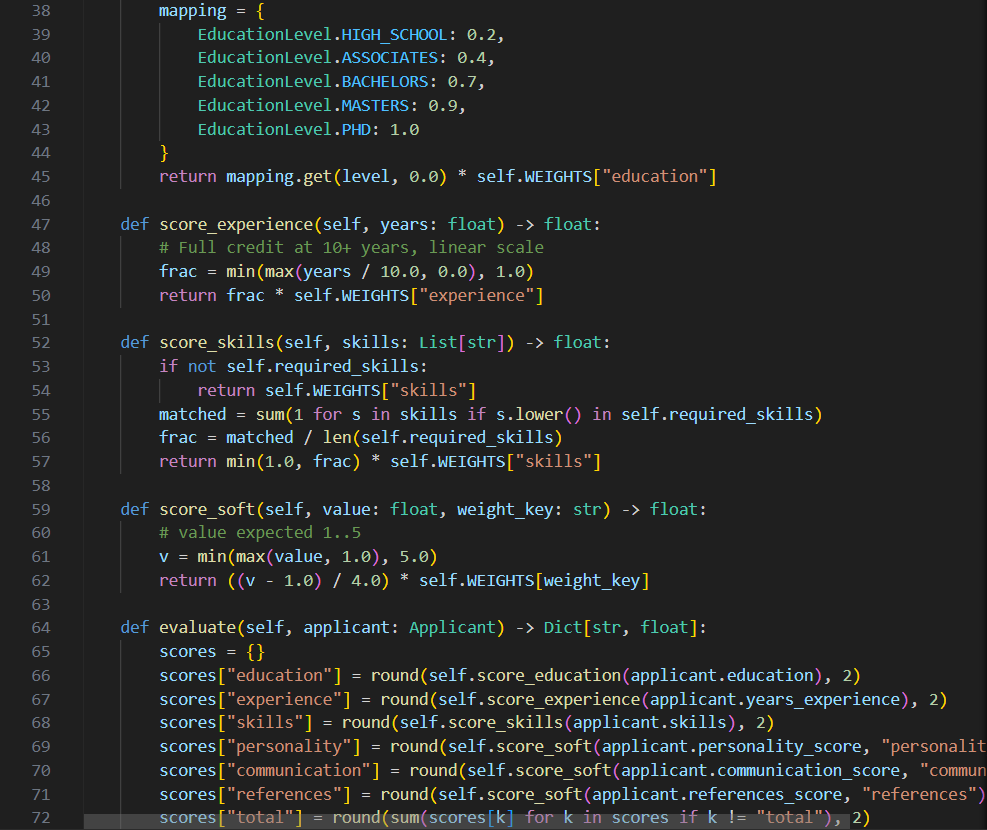 38 mapping = {
39 EducationLevel.HIGH_SCHOOL: 0.2,
40 EducationLevel.ASSOCIATES: 0.4,
41 EducationLevel.BACHELORS: 0.7,
42 EducationLevel.MASTERS: 0.9,
43 EducationLevel.PHD: 1.0
44 }
45 return mapping.get(level, 0.0) * self.WEIGHTS["education"]
46
47 def score_experience(self, years: float) -> float:
48 # Full credit at 10+ years, linear scale
49 frac = min(max(years / 10.0, 0.0), 1.0)
50 return frac * self.WEIGHTS["experience"]
51
52 def score_skills(self, skills: List[str]) -> float:
53 if not self.required_skills:
54 return self.WEIGHTS["skills"]
55 matched = sum(1 for s in skills if s.lower() in self.required_skills)
56 frac = matched / len(self.required_skills)
57 return min(1.0, frac) * self.WEIGHTS["skills"]
58
59 def score_soft(self, value: float, weight_key: str) -> float:
60 # value expected 1..5
61 v = min(max(value, 1.0), 5.0)
62 return ((v - 1.0) / 4.0) * self.WEIGHTS[weight_key]
63
64 def evaluate(self, applicant: Applicant) -> Dict[str, float]:
65 scores = {}
66 scores["education"] = round(self.score_education(applicant.education), 2)
67 scores["experience"] = round(self.score_experience(applicant.years_experience), 2)
68 scores["skills"] = round(self.score_skills(applicant.skills), 2)
69 scores["personality"] = round(self.score_soft(applicant.personality_score, "personalit
70 scores["communication"] = round(self.score_soft(applicant.communication_score, "commun
71 scores["references"] = round(self.score_soft(applicant.references_score, "references")
72 scores["total"] = round(sum(scores[k] for k in scores if k != "total"), 2)